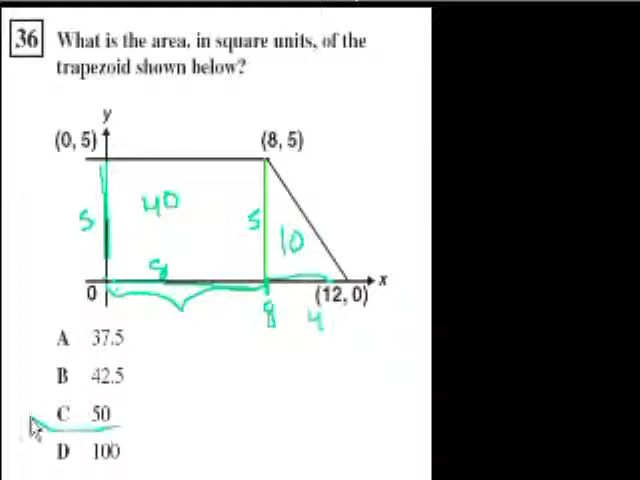 36 What is the area, in square units, of the
trapezoid shown below?
y
(0, 5) (8, 5)
5 40 5 10
8
0 (12, 0) x
8 4
A 37.5
B 42.5
C 50
D 100